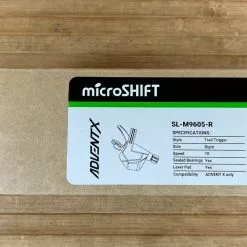 microSHIFT
ADVENTX
SL-M9605-R
SPECIFICATIONS:
Style: Trail Trigger
Side: Right
Speed: 10
Sealed Bearings: Yes
Lever Pad: Yes
Compatibility: ADVENT X only